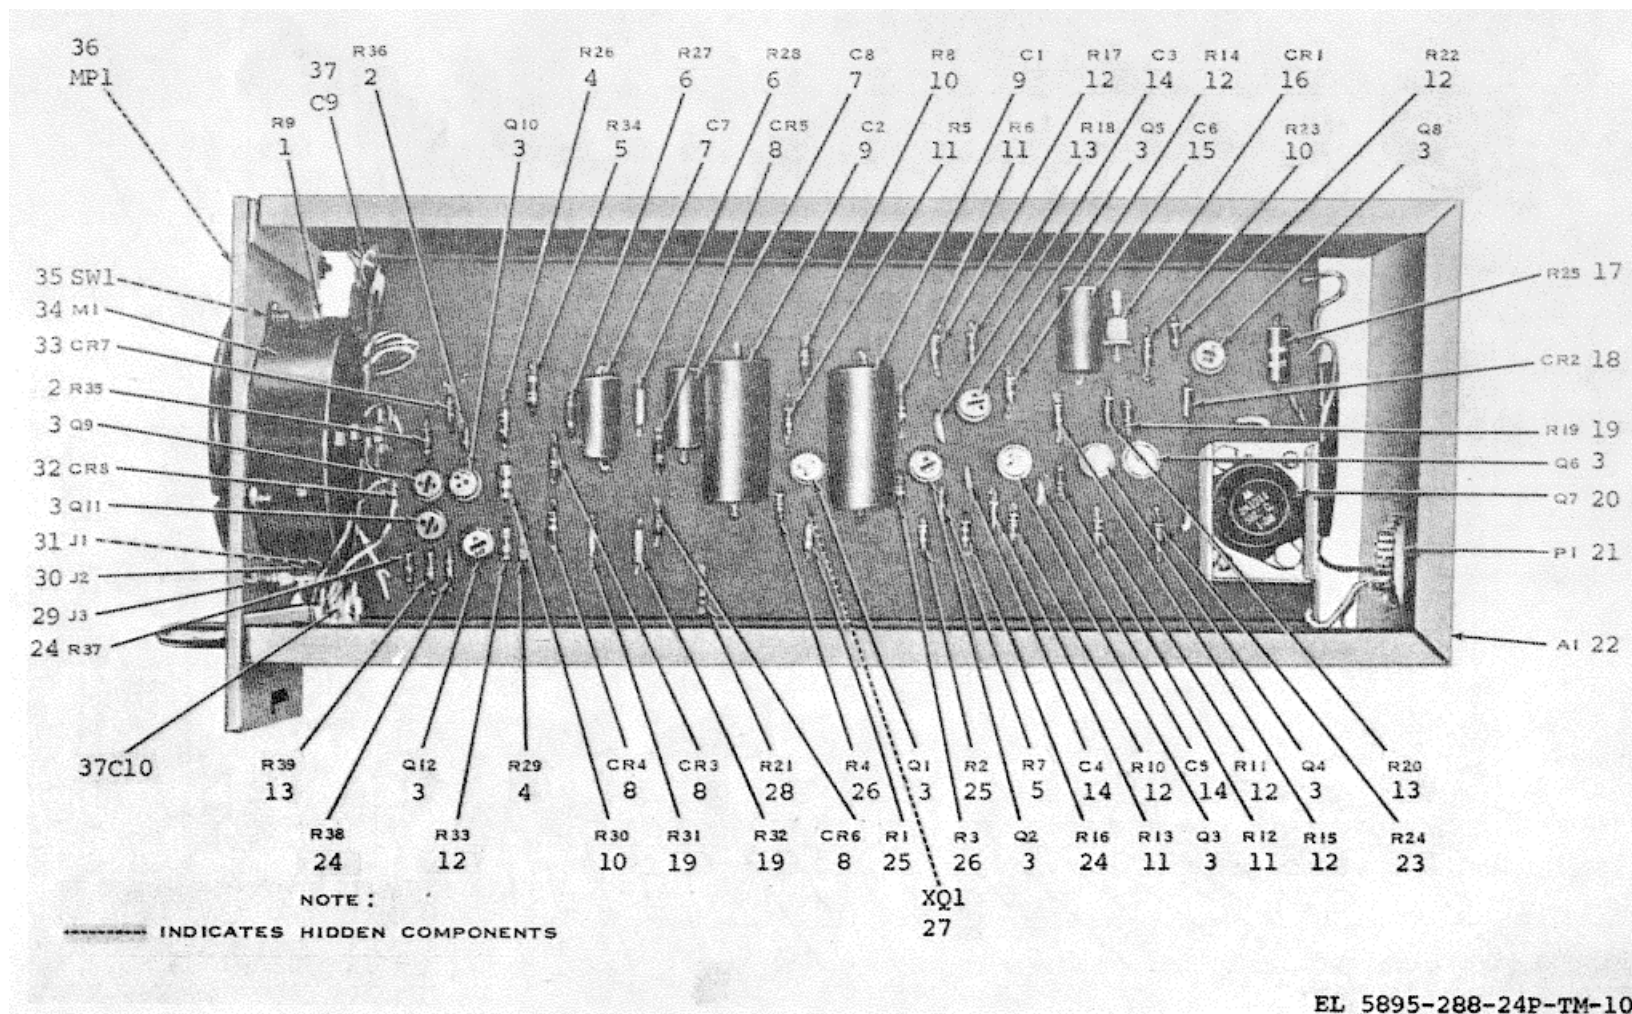 36
MP1
37
C9
R36
2
R26
4
R27
6
R28
6
C8
7
R8
10
C1
9
R17
12
C3
14
R14
12
CR1
16
R22
12
R9
1
Q10
3
R34
5
C7
7
CR5
8
C2
9
R5
11
R6
11
R18
13
Q5
3
C6
15
R23
10
Q8
3
35 SW1
34 M1
33 CR7
2 R35
3 Q9
32 CR8
3 Q11
31 J1
30 J2
29 J3
24 R37
R25 17
CR2 18
R19 19
Q6 3
Q7 20
P1 21
A1 22
37C10
R39
13
Q12
3
R29
4
CR4
8
CR3
8
R21
28
R4
26
Q1
3
R2
25
R7
5
C4
14
R10
12
C5
14
R11
12
Q4
3
R20
13
R38
24
R33
12
R30
10
R31
19
R32
19
CR6
8
R1
25
R3
26
Q2
3
R16
24
R13
11
Q3
3
R12
11
R15
12
R24
23
XQ1
27
NOTE:
INDICATES HIDDEN COMPONENTS
EL 5895-288-24P-TM-10